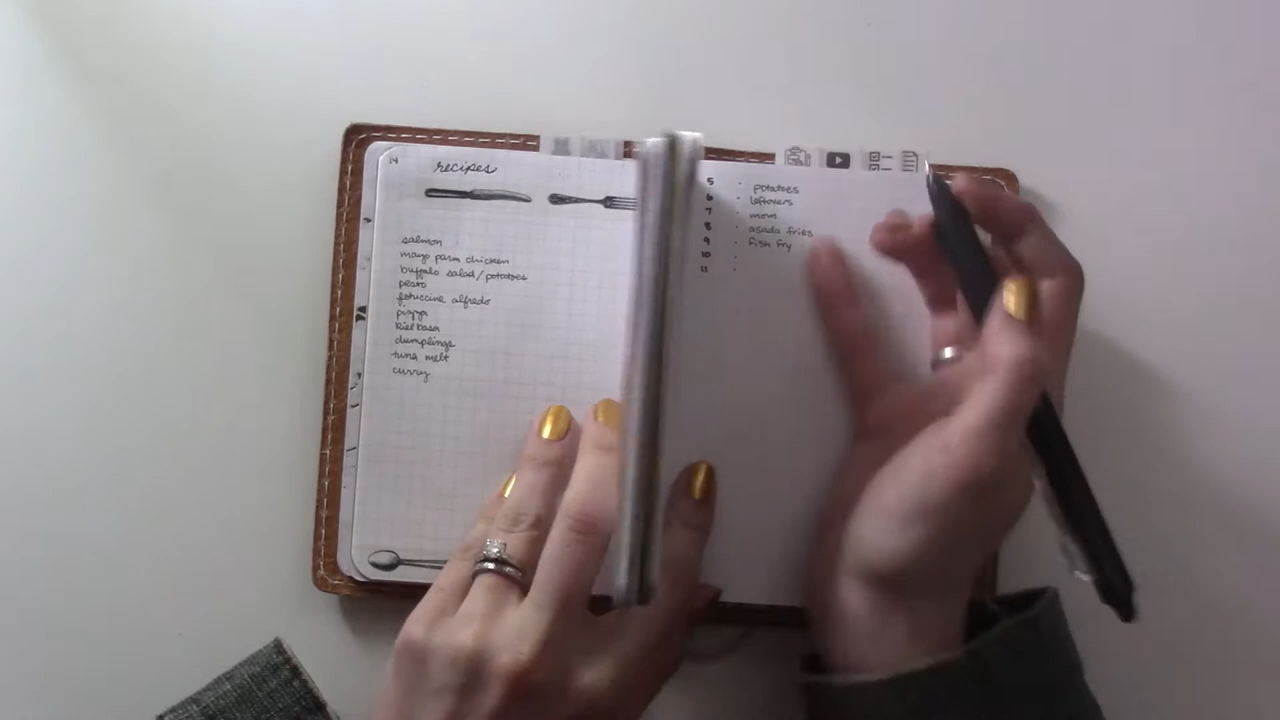 14
recipes
salmon
mayo parm chicken
buffalo salad/potatoes
pesto
fetuccine alfredo
pizza
kielbasa
dumplings
tuna melt
curry
5 · potatoes
6 · leftovers
7 · mom
8 · asada fries
9 · fish fry
10 ·
11 ·